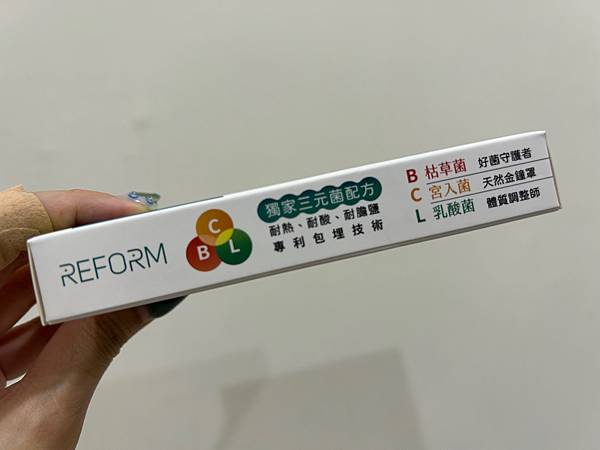 REFORM
C
B L
獨家三元菌配方
耐熱、耐酸、耐膽鹽
專利包埋技術
B 枯草菌 好菌守護者
C 宮入菌 天然金鐘罩
L 乳酸菌 體質調整師